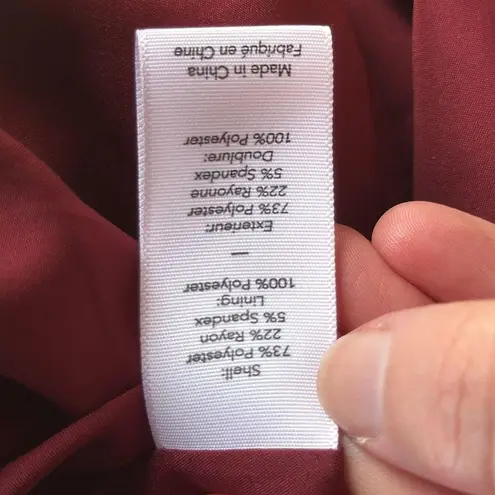 Shell:
73% Polyester
22% Rayon
5% Spandex
Lining:
100% Polyester
—
Exterieur:
73% Polyester
22% Rayonne
5% Spandex
Doublure:
100% Polyester
Made in China
Fabriqué en Chine